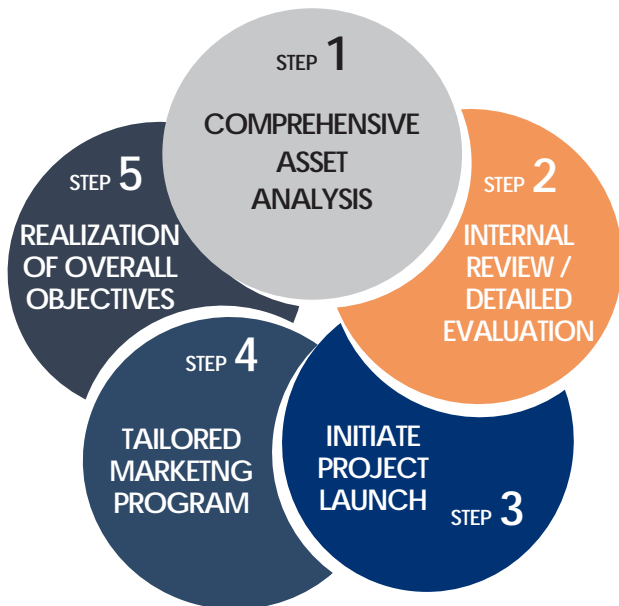 STEP 1
COMPREHENSIVE
ASSET
ANALYSIS
STEP 2
INTERNAL
REVIEW /
DETAILED
EVALUATION
INITIATE
PROJECT
LAUNCH
STEP 3
STEP 4
TAILORED
MARKETNG
PROGRAM
STEP 5
REALIZATION
OF OVERALL
OBJECTIVES